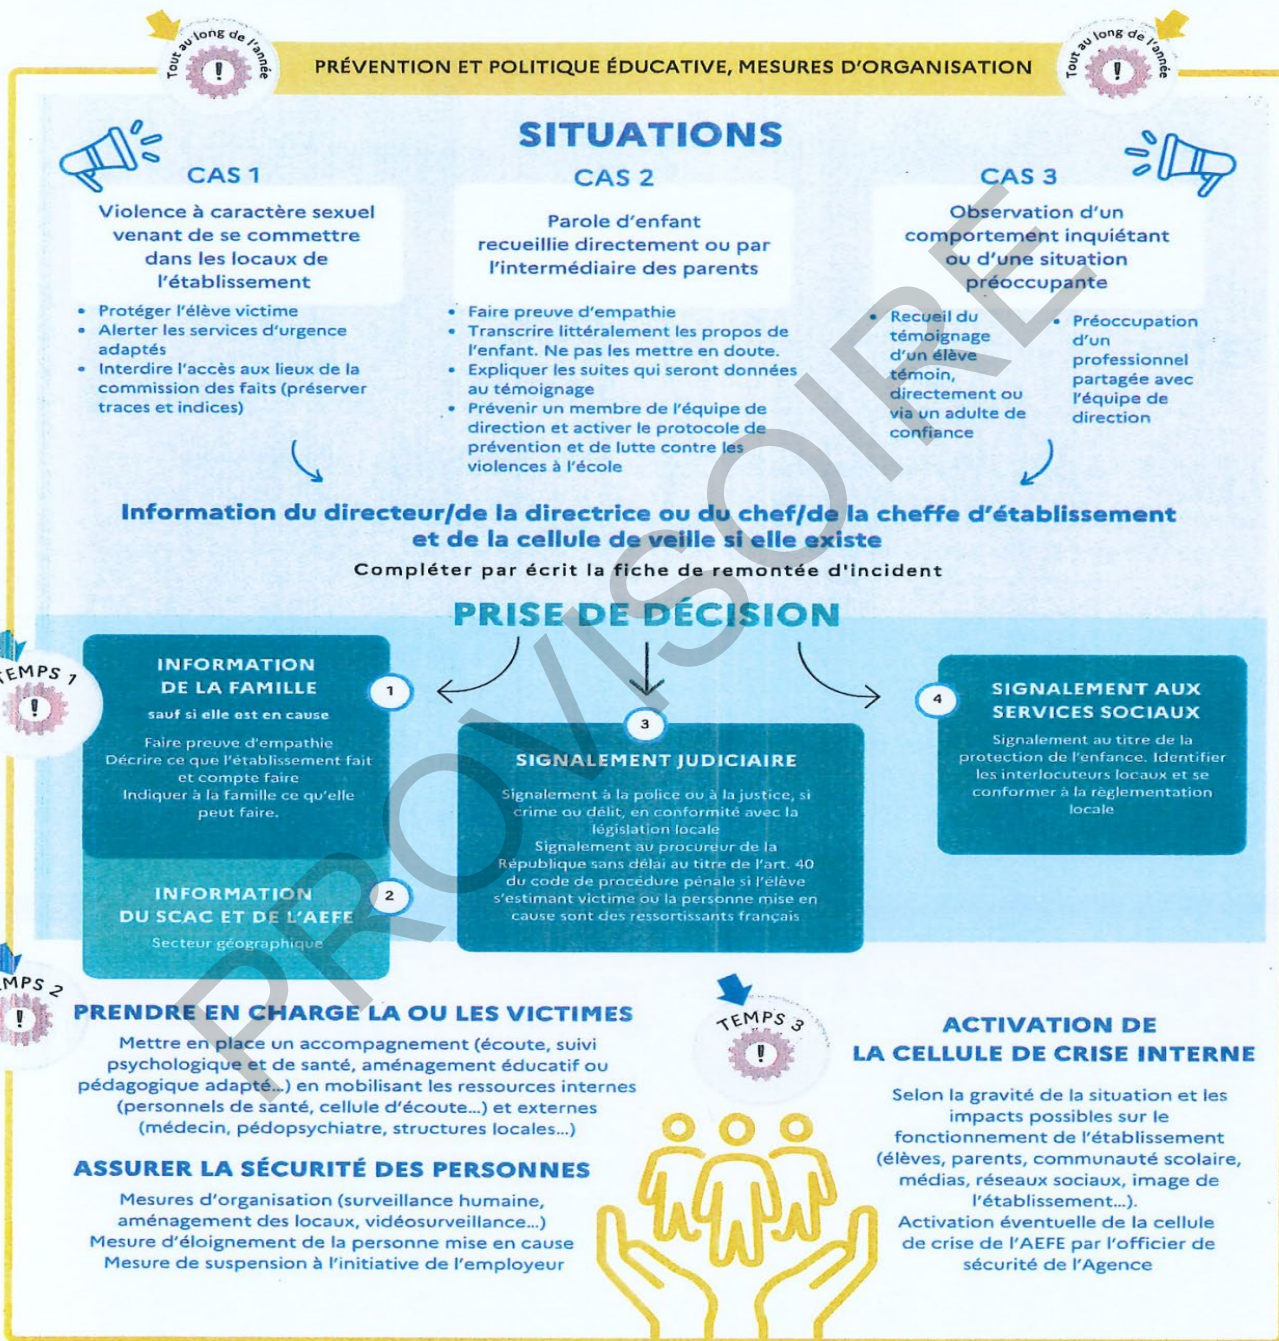 Tout au long de l'année
!
PRÉVENTION ET POLITIQUE ÉDUCATIVE, MESURES D'ORGANISATION
Tout au long de l'année
!
SITUATIONS
CAS 1
Violence à caractère sexuel
venant de se commettre
dans les locaux de
l'établissement
• Protéger l'élève victime
• Alerter les services d'urgence
adaptés
• Interdire l'accès aux lieux de la
commission des faits (préserver
traces et indices)
CAS 2
Parole d'enfant
recueillie directement ou par
l'intermédiaire des parents
• Faire preuve d'empathie
• Transcrire littéralement les propos de
l'enfant. Ne pas les mettre en doute.
• Expliquer les suites qui seront données
au témoignage
• Prévenir un membre de l'équipe de
direction et activer le protocole de
prévention et de lutte contre les
violences à l'école
CAS 3
Observation d'un
comportement inquiétant
ou d'une situation
préoccupante
• Recueil du
témoignage
d'un élève
témoin,
directement ou
via un adulte de
confiance
• Préoccupation
d'un
professionnel
partagée avec
l'équipe de
direction
Information du directeur/de la directrice ou du chef/de la cheffe d'établissement
et de la cellule de veille si elle existe
Compléter par écrit la fiche de remontée d'incident
PRISE DE DÉCISION
TEMPS 1
!
INFORMATION
DE LA FAMILLE
sauf si elle est en cause
Faire preuve d'empathie
Décrire ce que l'établissement fait
et compte faire
Indiquer à la famille ce qu'elle
peut faire.
1
INFORMATION
DU SCAC ET DE L'AEFE
Secteur géographique
2
3
SIGNALEMENT JUDICIAIRE
Signalement à la police ou à la justice, si
crime ou délit, en conformité avec la
législation locale
Signalement au procureur de la
République sans délai au titre de l'art. 40
du code de procédure pénale si l'élève
s'estimant victime ou la personne mise en
cause sont des ressortissants français
4
SIGNALEMENT AUX
SERVICES SOCIAUX
Signalement au titre de la
protection de l'enfance. Identifier
les interlocuteurs locaux et se
conformer à la règlementation
locale
EMPS 2
!
PRENDRE EN CHARGE LA OU LES VICTIMES
Mettre en place un accompagnement (écoute, suivi
psychologique et de santé, aménagement éducatif ou
pédagogique adapté...) en mobilisant les ressources internes
(personnels de santé, cellule d'écoute...) et externes
(médecin, pédopsychiatre, structures locales...)
ASSURER LA SÉCURITÉ DES PERSONNES
Mesures d'organisation (surveillance humaine,
aménagement des locaux, vidéosurveillance...)
Mesure d'éloignement de la personne mise en cause
Mesure de suspension à l'initiative de l'employeur
TEMPS 3
!
ACTIVATION DE
LA CELLULE DE CRISE INTERNE
Selon la gravité de la situation et les
impacts possibles sur le
fonctionnement de l'établissement
(élèves, parents, communauté scolaire,
médias, réseaux sociaux, image de
l'établissement...).
Activation éventuelle de la cellule
de crise de l'AEFE par l'officier de
sécurité de l'Agence
PROVISOIRE